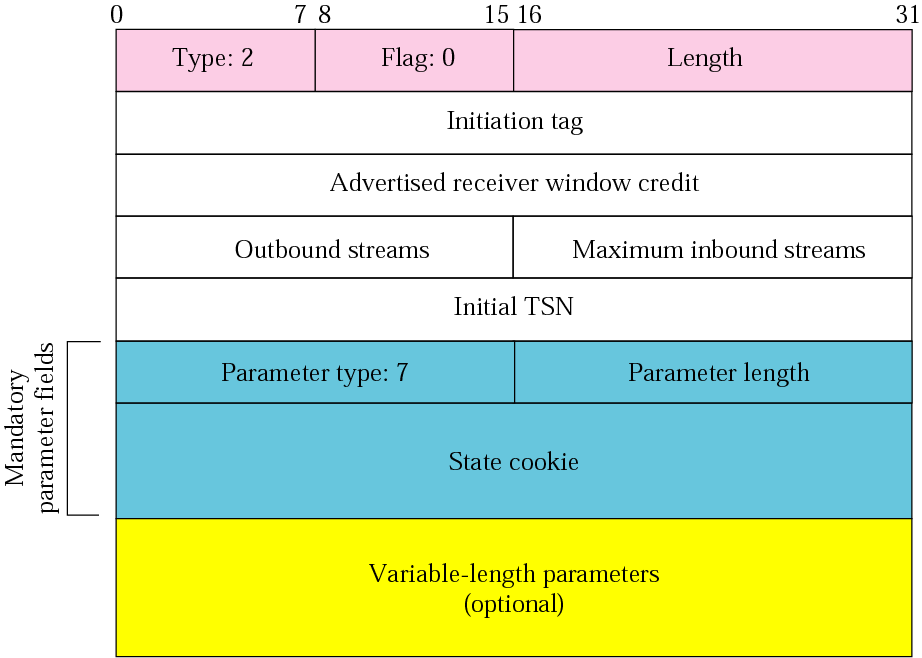 0 7 8 15 16 31
Type: 2 Flag: 0 Length
Initiation tag
Advertised receiver window credit
Outbound streams Maximum inbound streams
Initial TSN
Mandatory
parameter fields
Parameter type: 7 Parameter length
State cookie
Variable-length parameters
(optional)